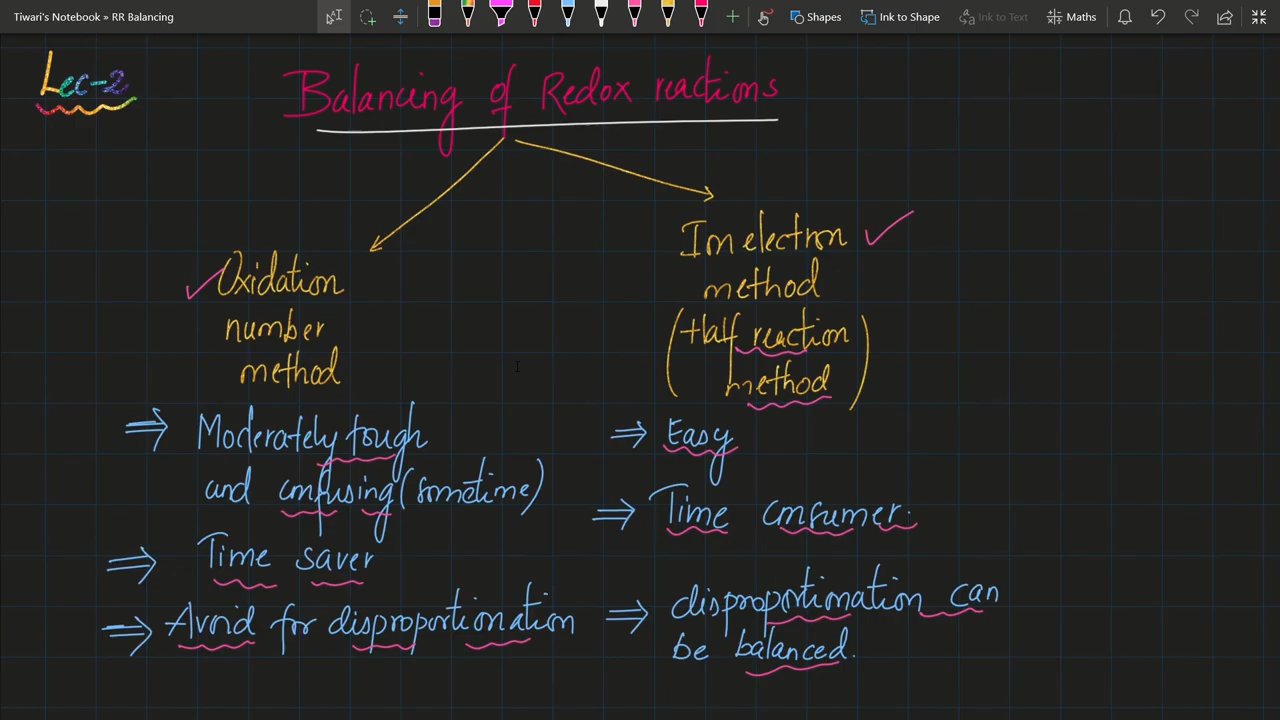 Tiwari's Notebook » RR Balancing
Shapes
Ink to Shape
Ink to Text
Maths
Lec-2
Balancing of Redox reactions
Oxidation
number
method
Ion electron
method
(Half reaction
method)
⇒ Moderately tough
and confusing (sometime)
⇒ Time saver
⇒ Avoid for disproportionation
⇒ Easy
⇒ Time consumer.
⇒ disproportionation can
be balanced.